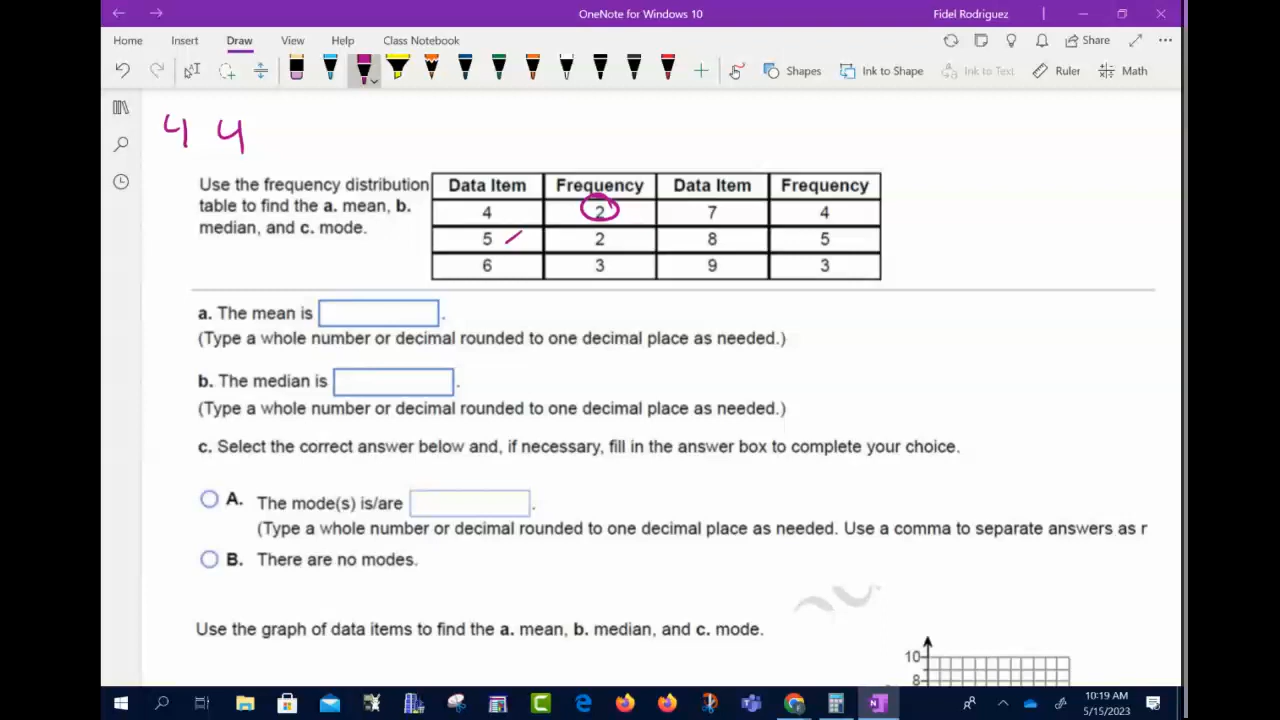 OneNote for Windows 10
Fidel Rodriguez
Home Insert Draw View Help Class Notebook
Share
Shapes Ink to Shape Ink to Text Ruler Math
4 4
Use the frequency distribution
table to find the a. mean, b.
median, and c. mode.
Data Item Frequency Data Item Frequency
4 2 7 4
5 2 8 5
6 3 9 3
a. The mean is .
(Type a whole number or decimal rounded to one decimal place as needed.)
b. The median is .
(Type a whole number or decimal rounded to one decimal place as needed.)
c. Select the correct answer below and, if necessary, fill in the answer box to complete your choice.
A. The mode(s) is/are .
(Type a whole number or decimal rounded to one decimal place as needed. Use a comma to separate answers as r
B. There are no modes.
Use the graph of data items to find the a. mean, b. median, and c. mode.
10
8
10:19 AM
5/15/2023